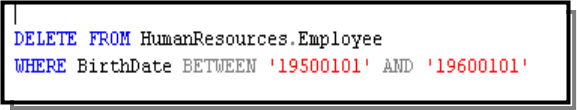 DELETE FROM HumanResources.Employee
WHERE BirthDate BETWEEN '19500101' AND '19600101'